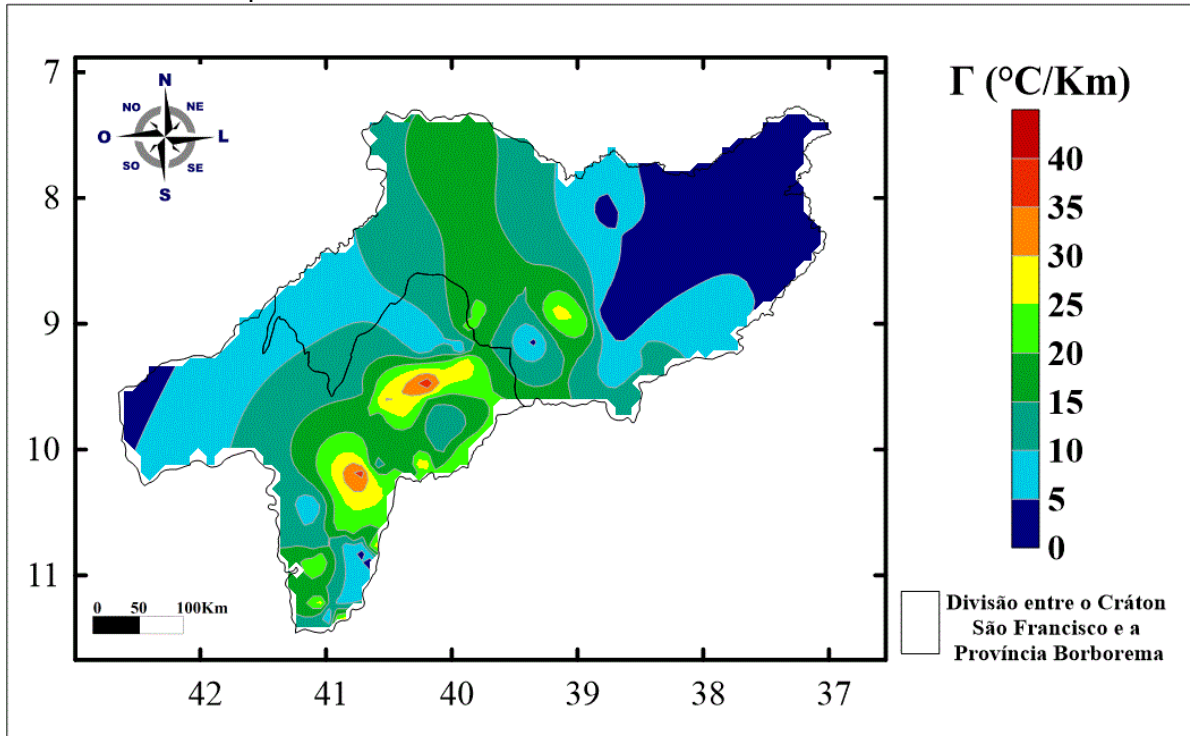 7
8
9
10
11
42
41
40
39
38
37
N
NO
NE
O
L
SO
SE
S
0 50 100Km
Γ (°C/Km)
40
35
30
25
20
15
10
5
0
Divisão entre o Cráton
São Francisco e a
Província Borborema